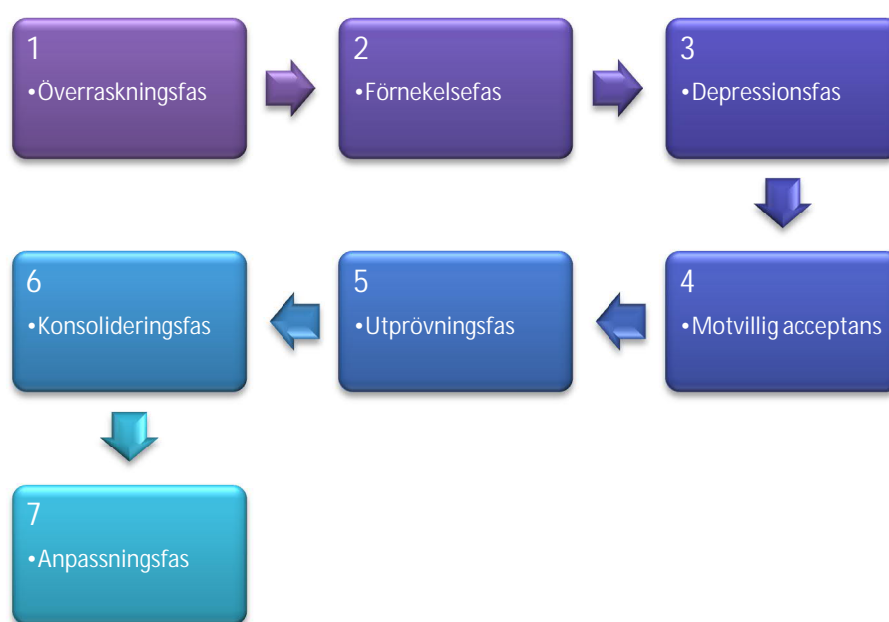 1
•Överraskningsfas
2
•Förnekelsefas
3
•Depressionsfas
4
•Motvillig acceptans
5
•Utprövningsfas
6
•Konsolideringsfas
7
•Anpassningsfas